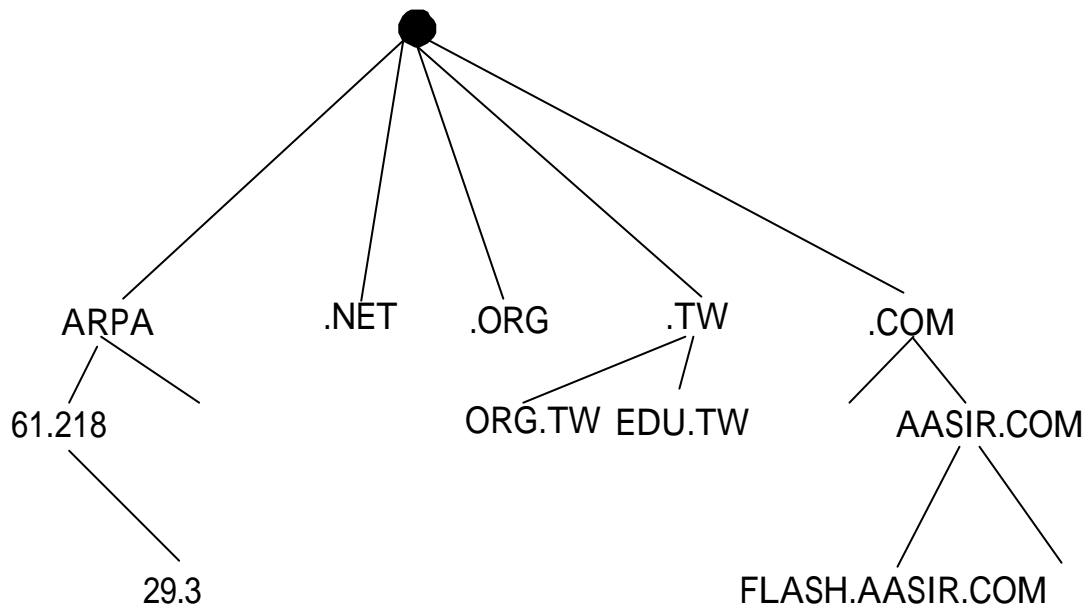 ARPA
.NET
.ORG
.TW
.COM
61.218
ORG.TW
EDU.TW
AASIR.COM
29.3
FLASH.AASIR.COM